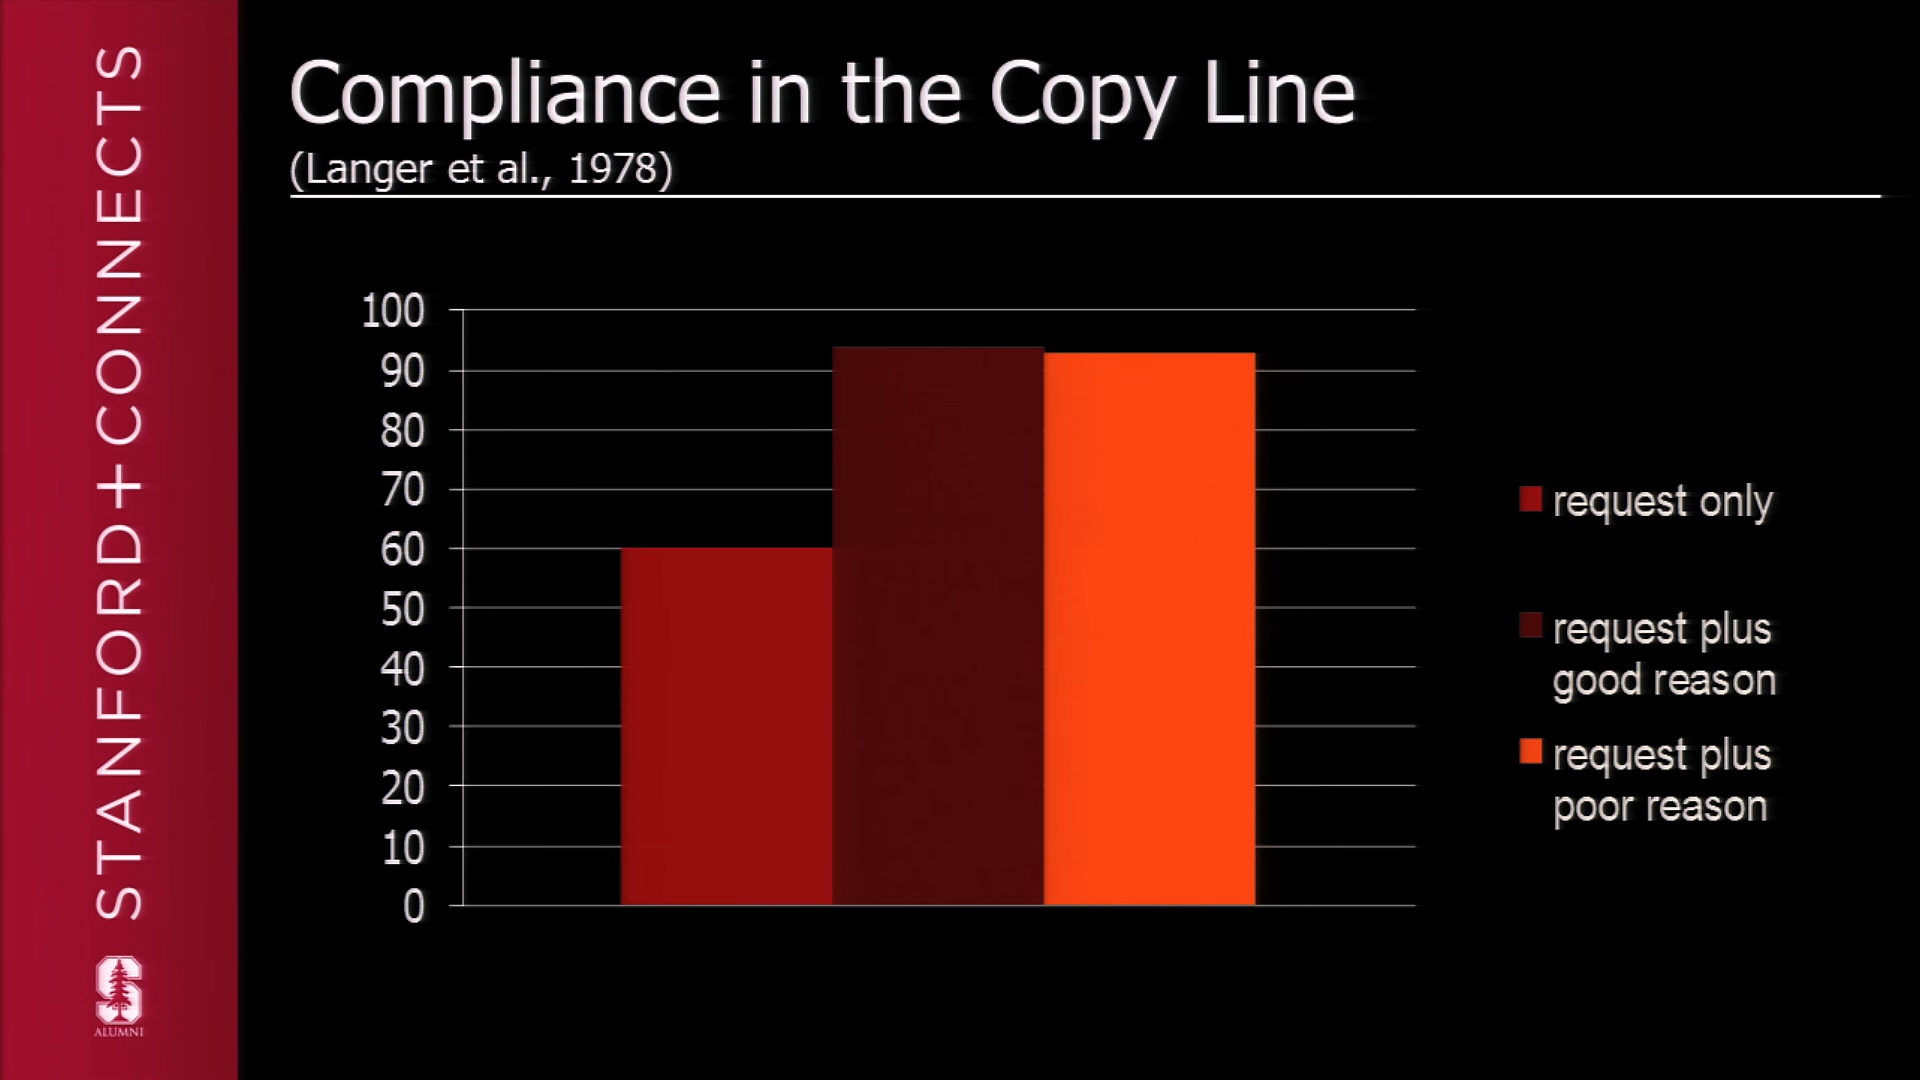 STANFORD+CONNECTS
S
ALUMNI
Compliance in the Copy Line
(Langer et al., 1978)
100
90
80
70
60
50
40
30
20
10
0
request only
request plus
good reason
request plus
poor reason